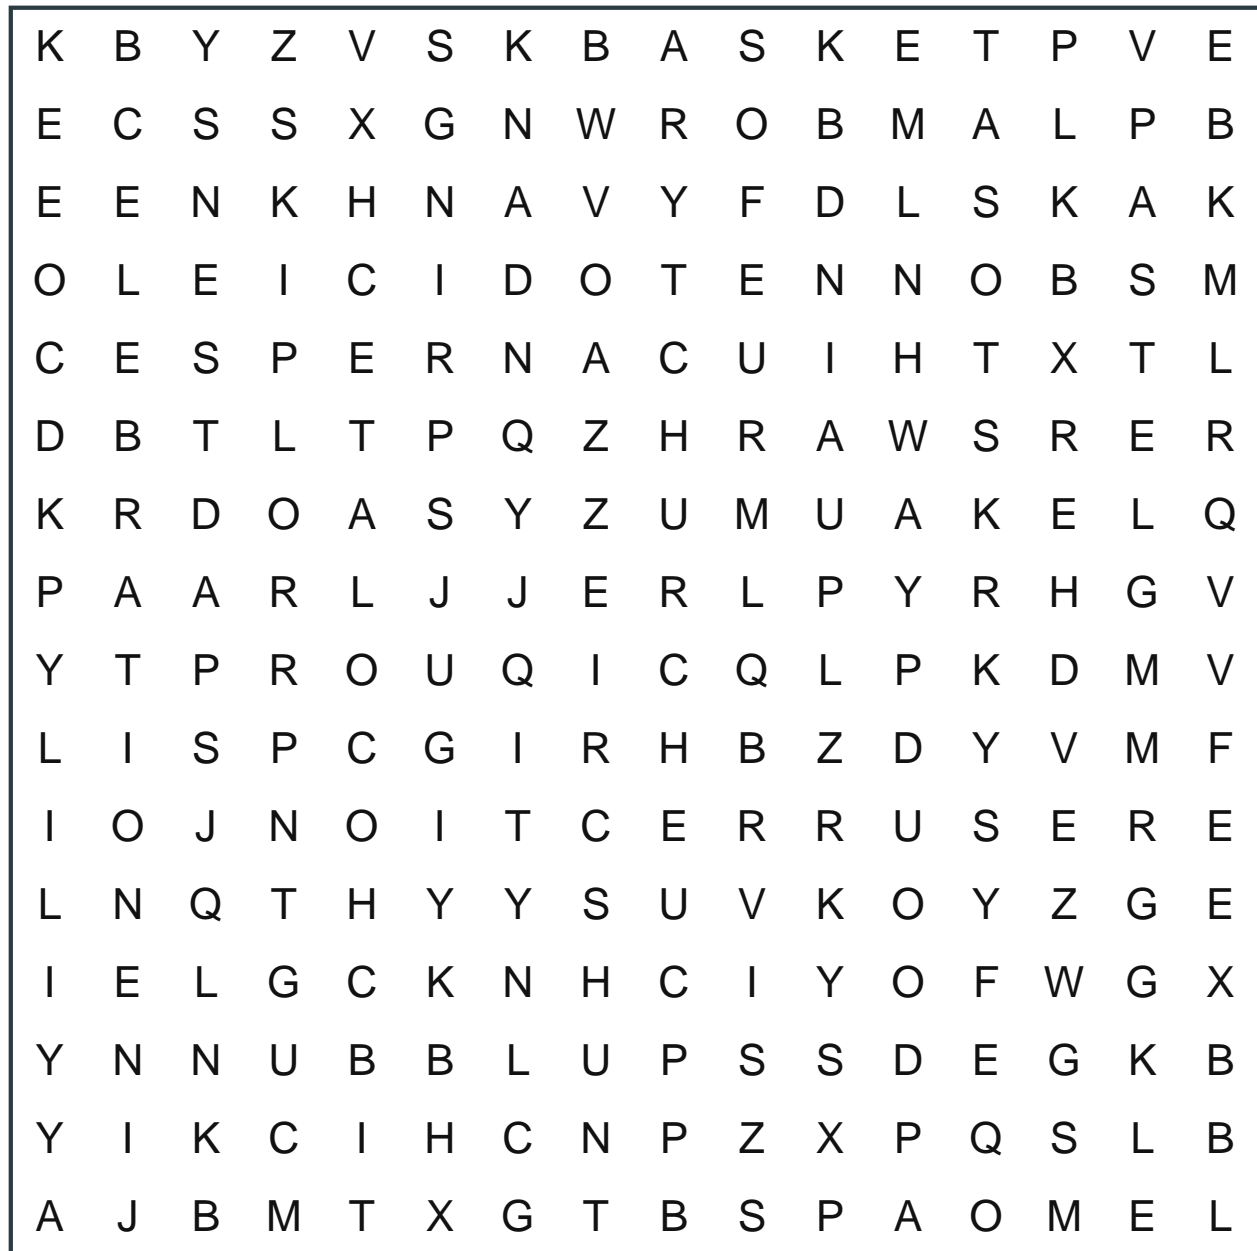 K B Y Z V S K B A S K E T P V E
E C S S X G N W R O B M A L P B
E E N K H N A V Y F D L S K A K
O L E I C I D O T E N N O B S M
C E S P E R N A C U I H T X T L
D B T L T P Q Z H R A W S R E R
K R D O A S Y Z U M U A K E L Q
P A A R L J J E R L P Y R H G V
Y T P R O U Q I C Q L P K D M V
L I S P C G I R H B Z D Y V M F
I O J N O I T C E R R U S E R E
L N Q T H Y Y S U V K O Y Z G E
I E L G C K N H C I Y O F W G X
Y N N U B B L U P S S D E G K B
Y I K C I H C N P Z X P Q S L B
A J B M T X G T B S P A O M E L